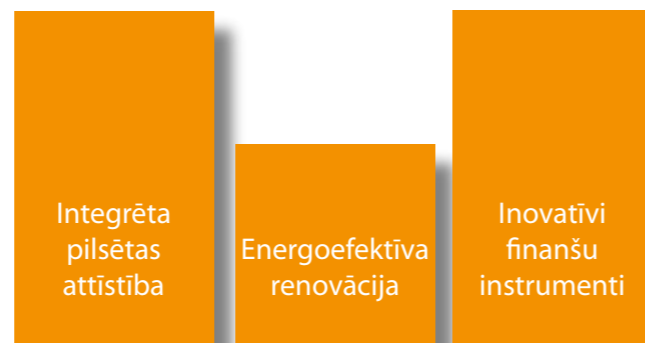 Integrēta
pilsētas
attīstība
Energoefektīva
renovācija
Inovatīvi
finanšu
instrumenti